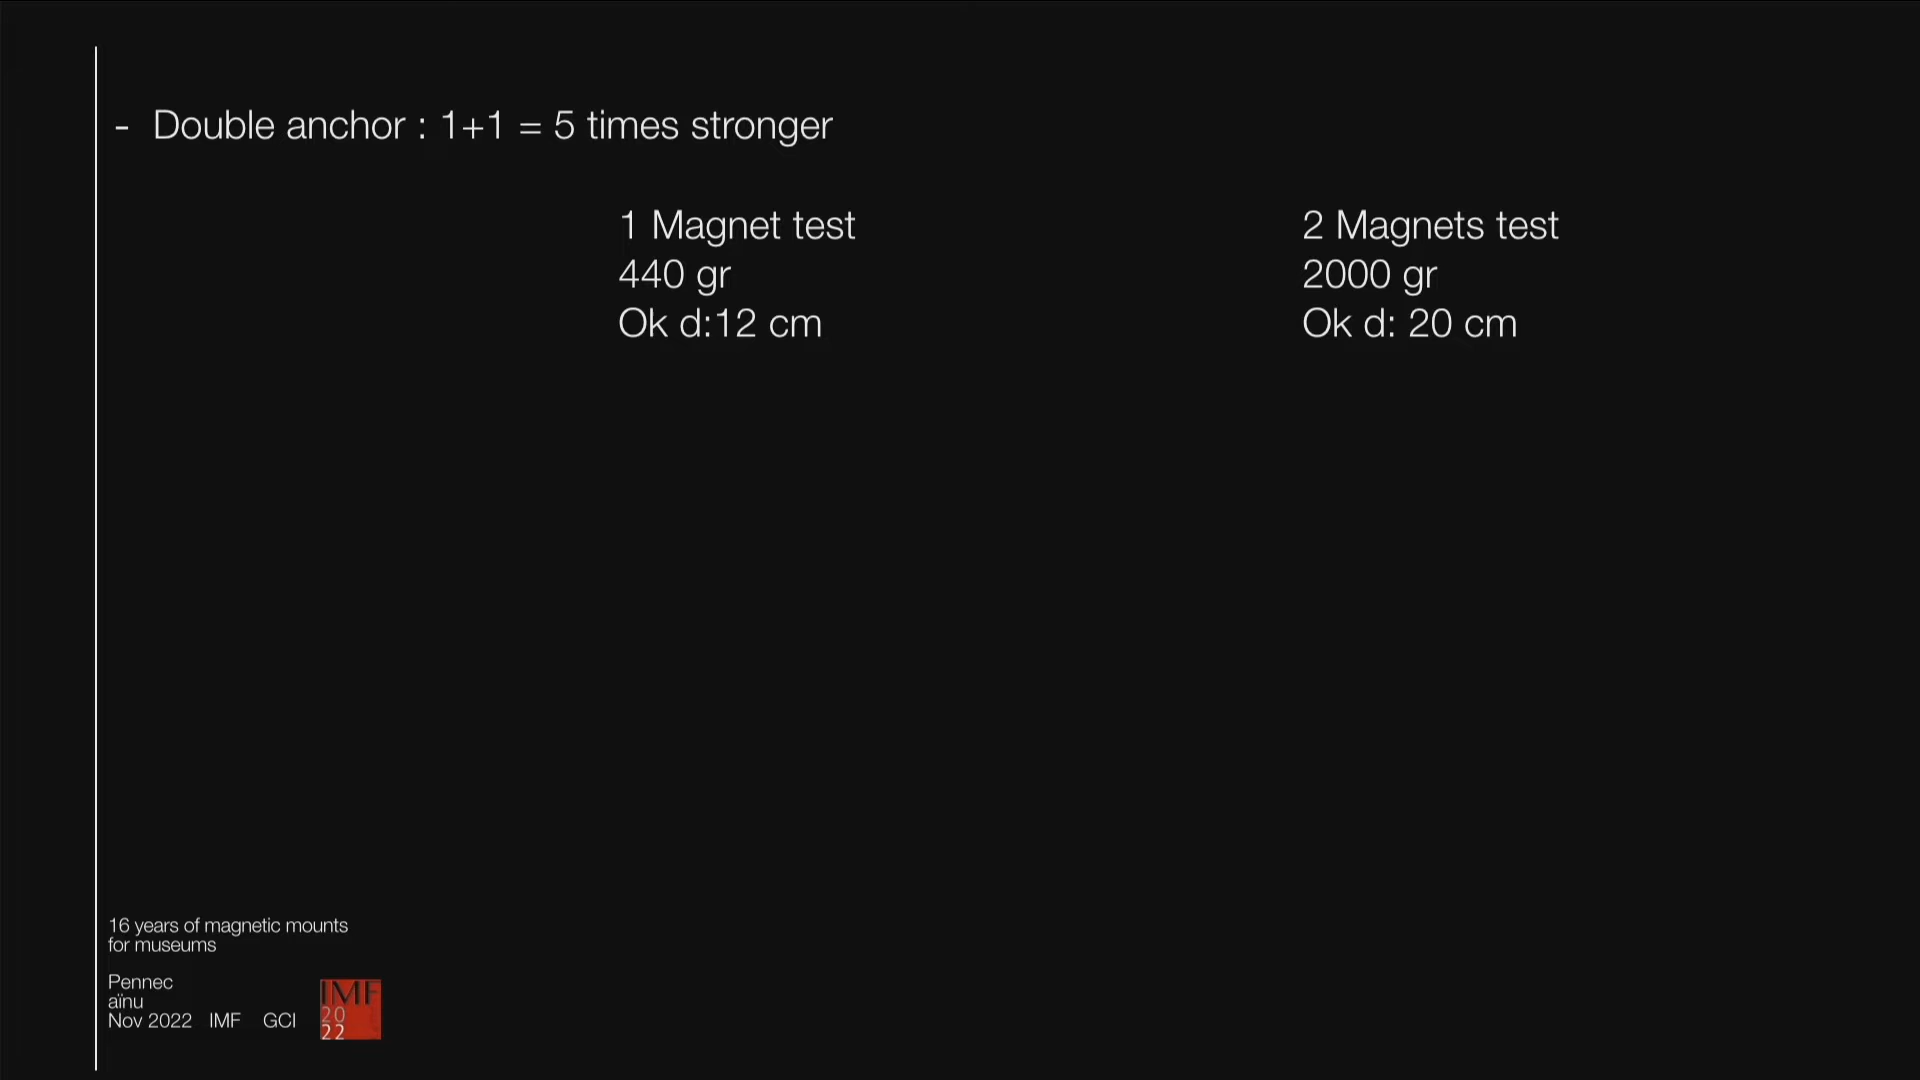 - Double anchor : 1+1 = 5 times stronger
1 Magnet test
440 gr
Ok d:12 cm
2 Magnets test
2000 gr
Ok d: 20 cm
16 years of magnetic mounts
for museums
Pennec
aïnu
Nov 2022 IMF GCI
IMF
20
22